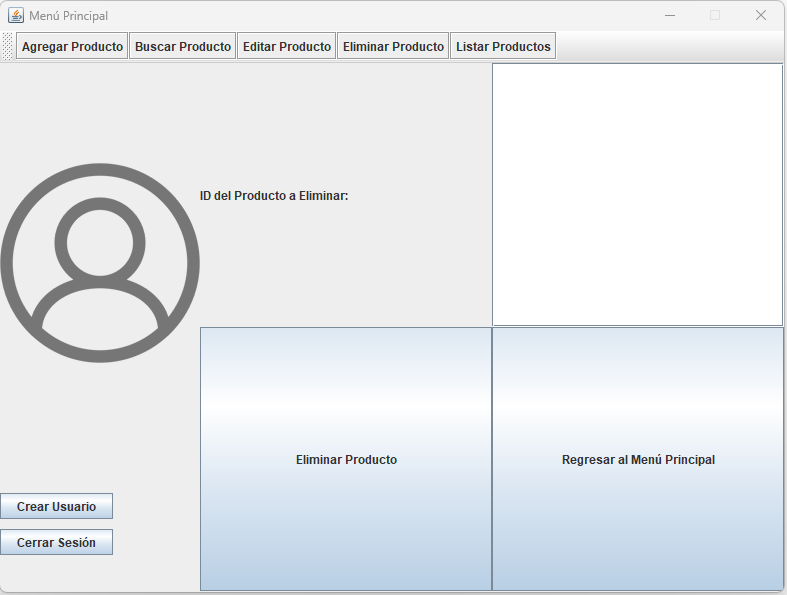 Menú Principal
Agregar Producto Buscar Producto Editar Producto Eliminar Producto Listar Productos
ID del Producto a Eliminar:
Eliminar Producto Regresar al Menú Principal
Crear Usuario
Cerrar Sesión